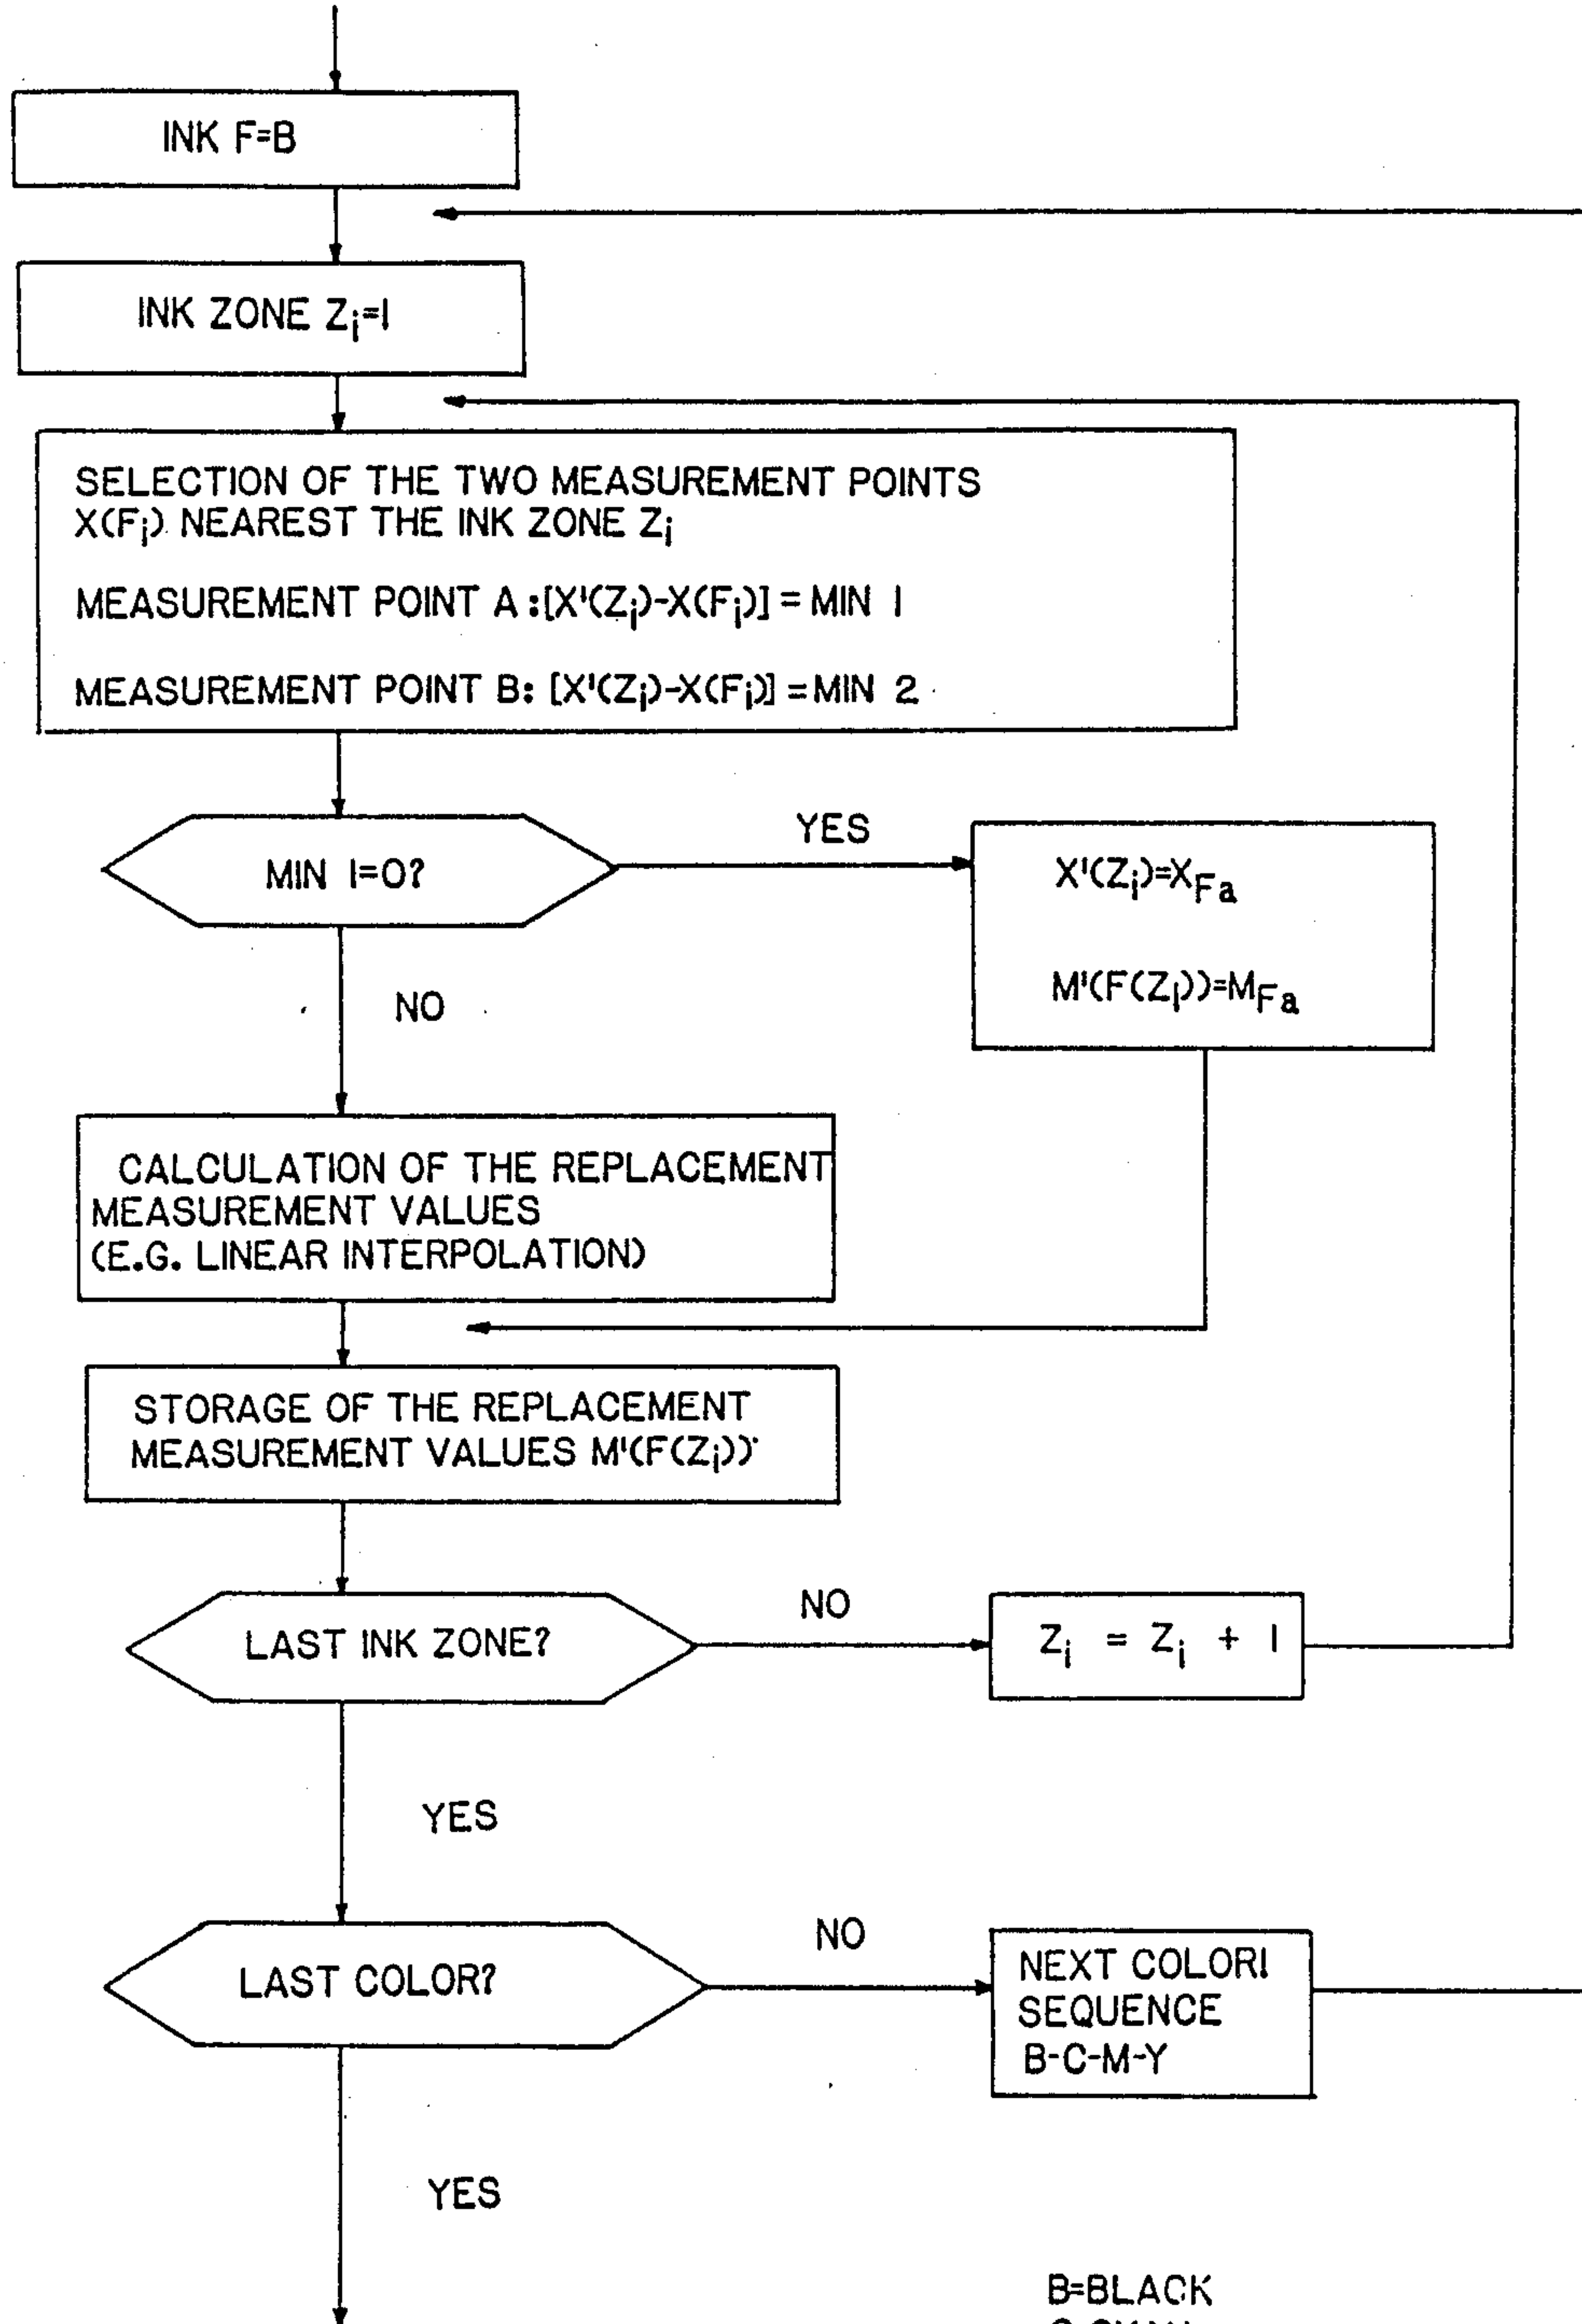 INK F=B
INK ZONE Zi=1
SELECTION OF THE TWO MEASUREMENT POINTS
X(Fi) NEAREST THE INK ZONE Zi
MEASUREMENT POINT A :[X'(Zi)-X(Fi)] = MIN 1
MEASUREMENT POINT B: [X'(Zi)-X(Fi)] = MIN 2
MIN 1=0?
YES
X'(Zi)=XFa
M'(F(Zi))=MFa
NO
CALCULATION OF THE REPLACEMENT
MEASUREMENT VALUES
(E.G. LINEAR INTERPOLATION)
STORAGE OF THE REPLACEMENT
MEASUREMENT VALUES M'(F(Zi))
LAST INK ZONE?
NO
Zi = Zi + 1
YES
LAST COLOR?
NO
NEXT COLOR!
SEQUENCE
B-C-M-Y
YES
B=BLACK